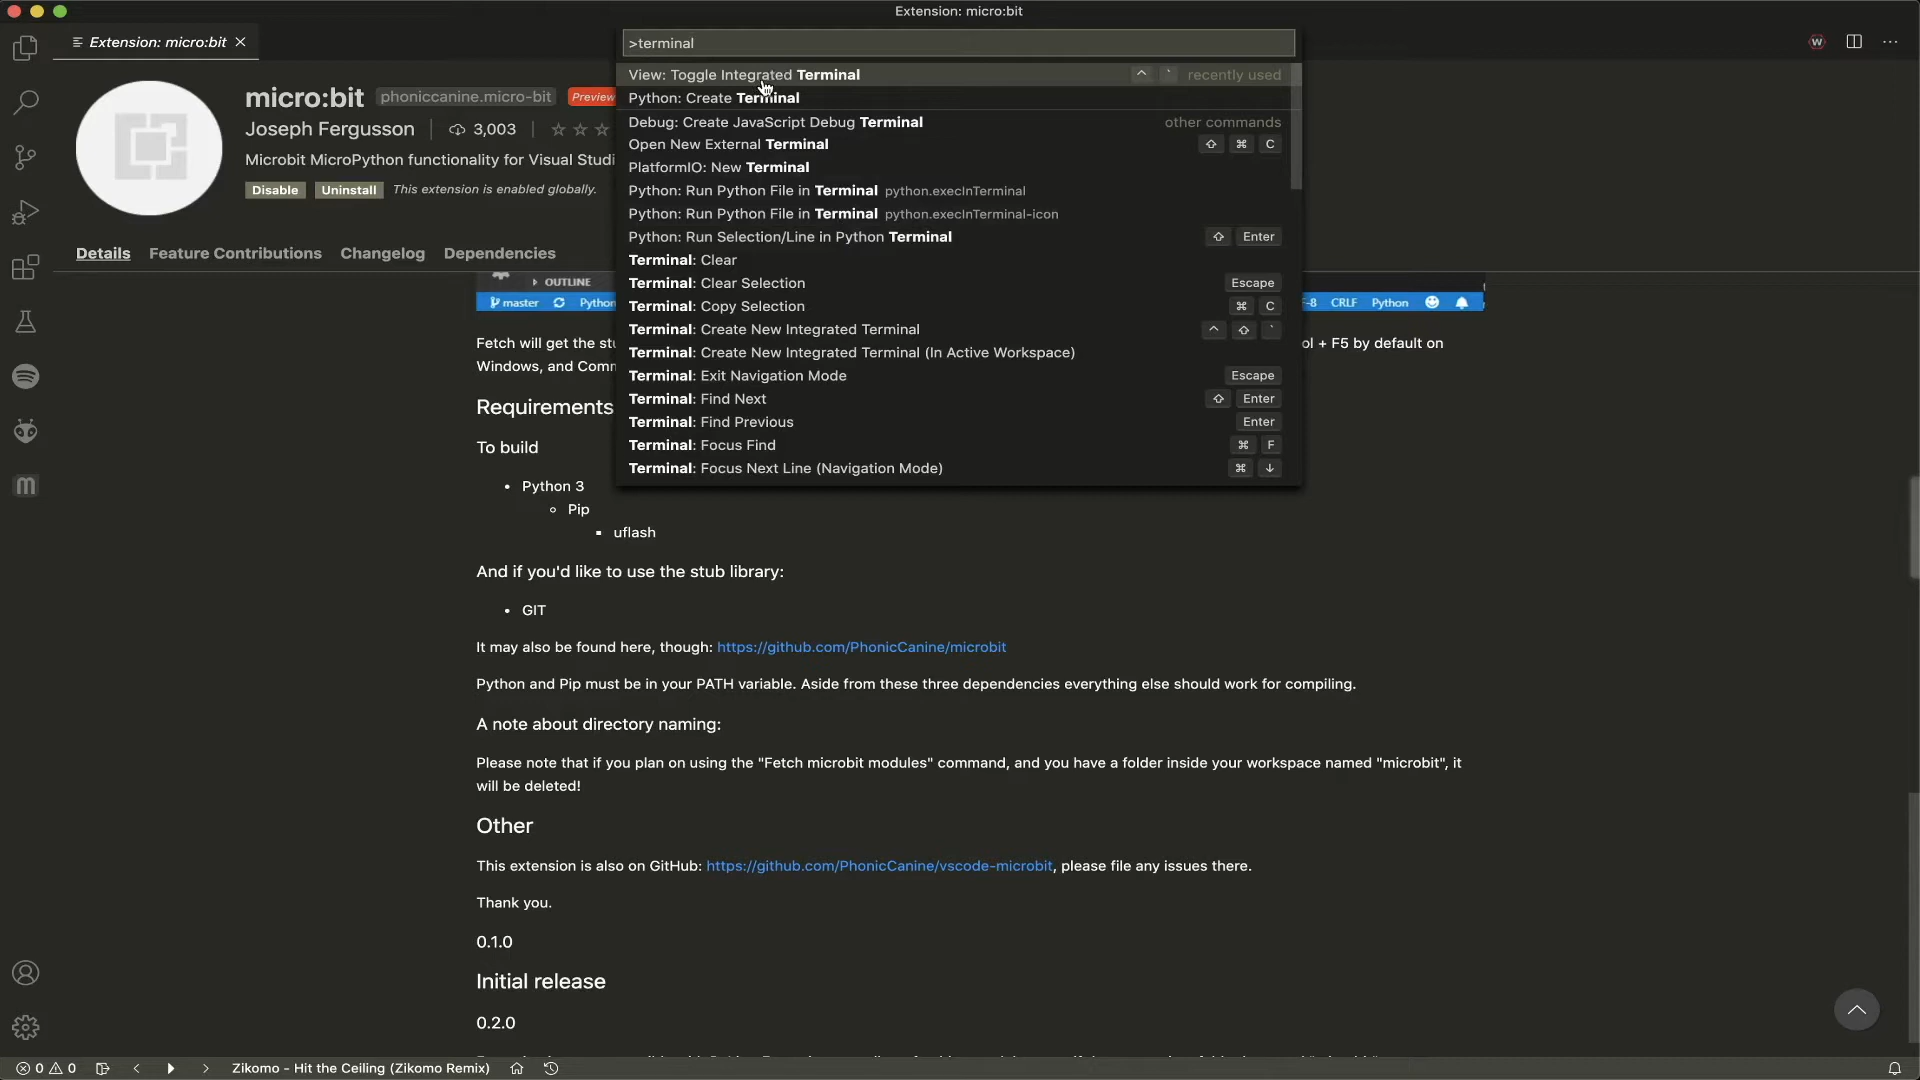 Extension: micro:bit
Extension: micro:bit
>terminal
W
View: Toggle Integrated Terminal ^ ` recently used
Python: Create Terminal
Debug: Create JavaScript Debug Terminal other commands
Open New External Terminal ⇧ ⌘ C
PlatformIO: New Terminal
Python: Run Python File in Terminal python.execInTerminal
Python: Run Python File in Terminal python.execInTerminal-icon
Python: Run Selection/Line in Python Terminal ⇧ Enter
Terminal: Clear
Terminal: Clear Selection Escape
Terminal: Copy Selection ⌘ C
Terminal: Create New Integrated Terminal ^ ⇧ `
Terminal: Create New Integrated Terminal (In Active Workspace)
Terminal: Exit Navigation Mode Escape
Terminal: Find Next ⇧ Enter
Terminal: Find Previous Enter
Terminal: Focus Find ⌘ F
Terminal: Focus Next Line (Navigation Mode) ⌘ ↓
micro:bit phoniccanine.micro-bit Preview
Joseph Fergusson 3,003
Microbit MicroPython functionality for Visual Studi
Disable Uninstall This extension is enabled globally.
Details Feature Contributions Changelog Dependencies
OUTLINE
master Python F-8 CRLF Python
Fetch will get the stu ol + F5 by default on
Windows, and Comm
Requirements
To build
• Python 3
Pip
uflash
And if you'd like to use the stub library:
• GIT
It may also be found here, though: https://github.com/PhonicCanine/microbit
Python and Pip must be in your PATH variable. Aside from these three dependencies everything else should work for compiling.
A note about directory naming:
Please note that if you plan on using the "Fetch microbit modules" command, and you have a folder inside your workspace named "microbit", it
will be deleted!
Other
This extension is also on GitHub: https://github.com/PhonicCanine/vscode-microbit, please file any issues there.
Thank you.
0.1.0
Initial release
0.2.0
0 0 Zikomo - Hit the Ceiling (Zikomo Remix)